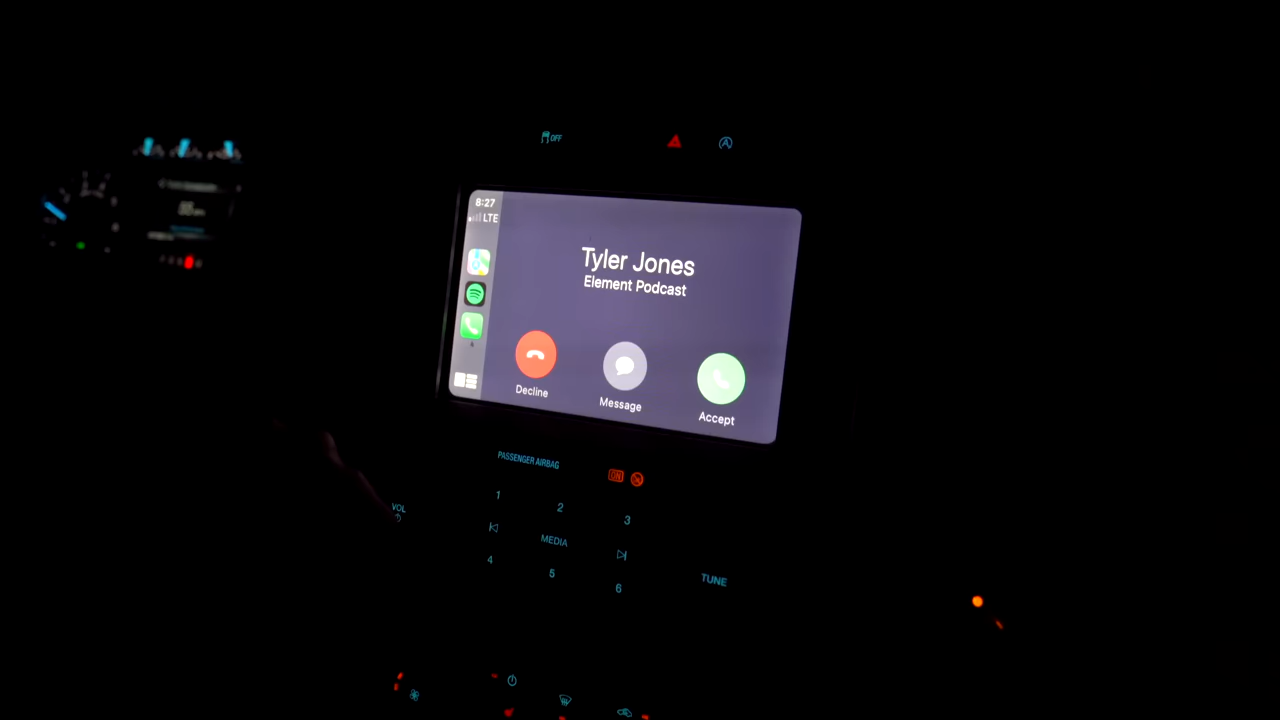 OFF
8:27
LTE
Tyler Jones
Element Podcast
Decline
Message
Accept
PASSENGER AIRBAG
ON
1
2
3
VOL
MEDIA
4
5
6
TUNE